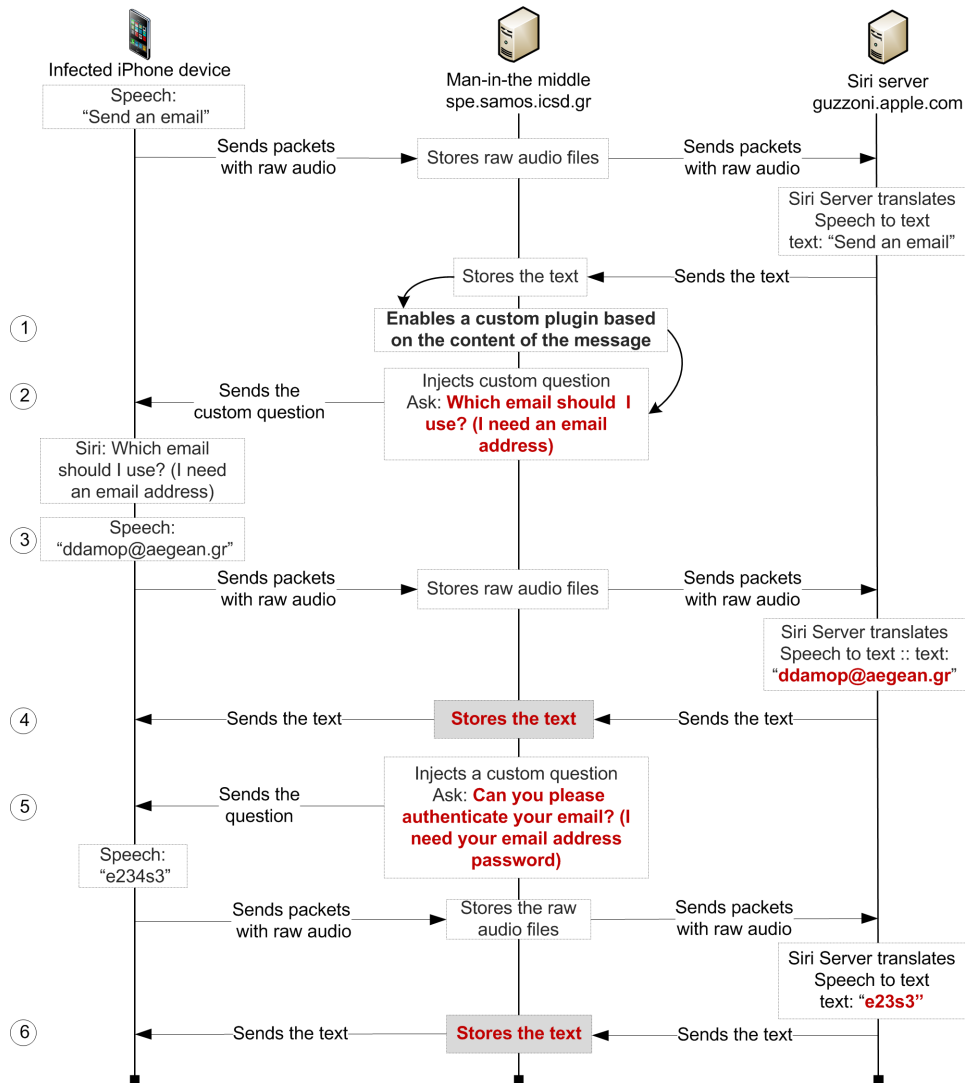 Infected iPhone device
Man-in-the middle
spe.samos.icsd.gr
Siri server
guzzoni.apple.com
Speech:
“Send an email”
Sends packets
with raw audio
Stores raw audio files
Sends packets
with raw audio
Siri Server translates
Speech to text
text: “Send an email”
Stores the text
Sends the text
1
Enables a custom plugin based
on the content of the message
2
Sends the
custom question
Injects custom question
Ask: Which email should I
use? (I need an email
address)
Siri: Which email
should I use? (I need
an email address)
3
Speech:
“ddamop@aegean.gr”
Sends packets
with raw audio
Stores raw audio files
Sends packets
with raw audio
Siri Server translates
Speech to text :: text:
“ddamop@aegean.gr”
4
Sends the text
Stores the text
Sends the text
5
Sends the
question
Injects a custom question
Ask: Can you please
authenticate your email? (I
need your email address
password)
Speech:
“e234s3”
Sends packets
with raw audio
Stores the raw
audio files
Sends packets
with raw audio
Siri Server translates
Speech to text
text: “e23s3”
6
Sends the text
Stores the text
Sends the text